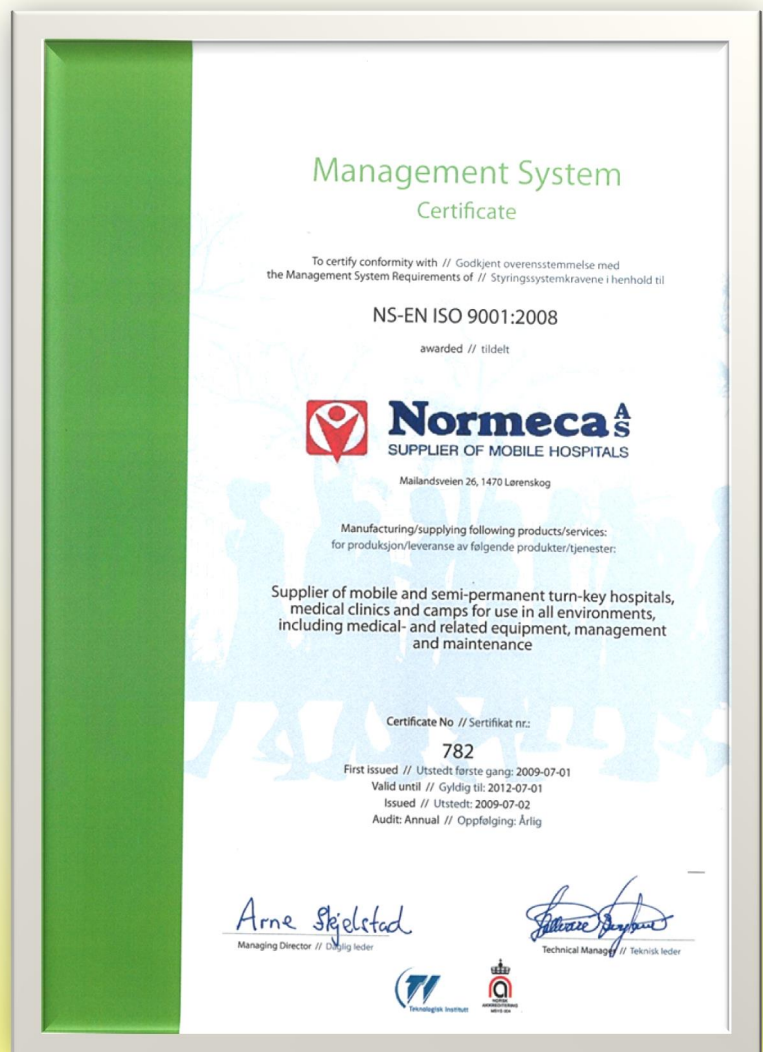 Management System
Certificate
To certify conformity with // Godkjent overensstemmelse med
the Management System Requirements of // Styringssystemkravene i henhold til
NS-EN ISO 9001:2008
awarded // tildelt
Normeca AS
SUPPLIER OF MOBILE HOSPITALS
Mailandsveien 26, 1470 Lørenskog
Manufacturing/supplying following products/services:
for produksjon/leveranse av følgende produkter/tjenester:
Supplier of mobile and semi-permanent turn-key hospitals,
medical clinics and camps for use in all environments,
including medical- and related equipment, management
and maintenance
Certificate No // Sertifikat nr.:
782
First issued // Utstedt første gang: 2009-07-01
Valid until // Gyldig til: 2012-07-01
Issued // Utstedt: 2009-07-02
Audit: Annual // Oppfølging: Årlig
Arne Skjelstad
Managing Director // Daglig leder
Technical Manager // Teknisk leder
Teknologisk Institutt
NORSK
AKKREDITERING